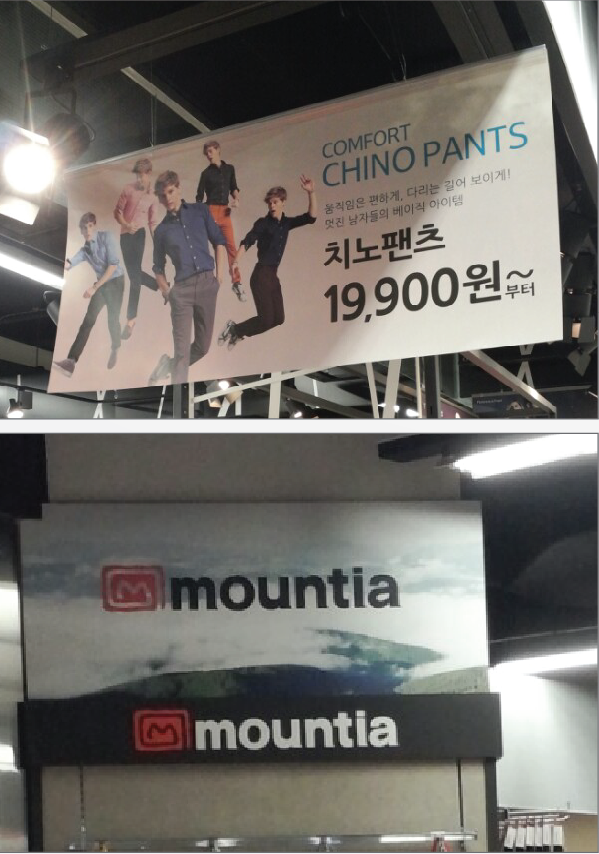 COMFORT
CHINO PANTS
움직임은 편하게, 다리는 길어 보이게!
멋진 남자들의 베이직 아이템
치노팬츠
19,900원~
부터
mountia
mountia